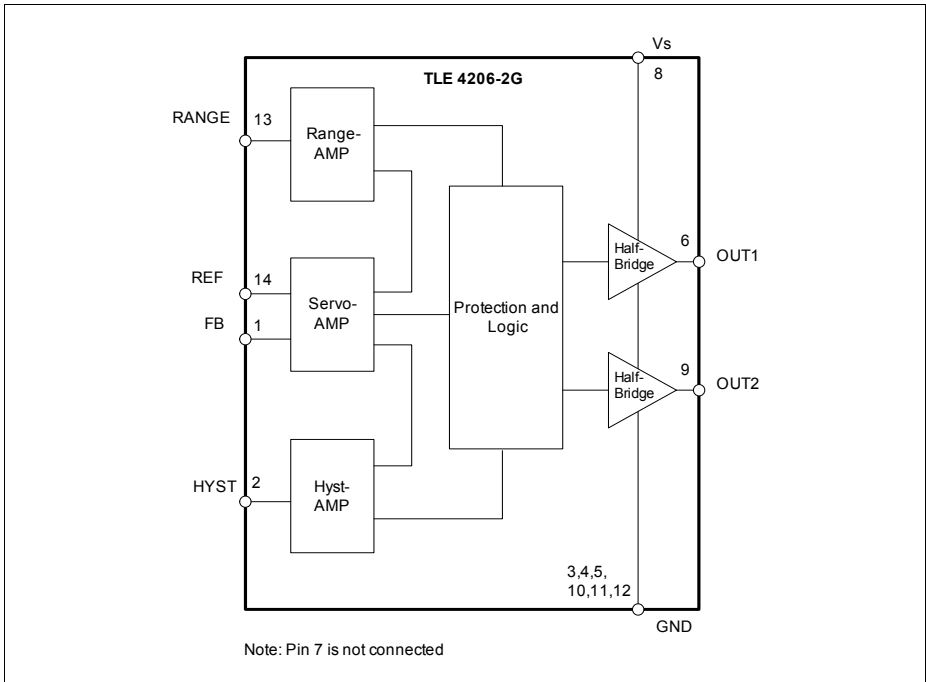 Vs
8
TLE 4206-2G
RANGE
13
Range-
AMP
REF
14
FB
1
Servo-
AMP
Protection and
Logic
Half-
Bridge
6
OUT1
Half-
Bridge
9
OUT2
HYST
2
Hyst-
AMP
3,4,5,
10,11,12
GND
Note: Pin 7 is not connected